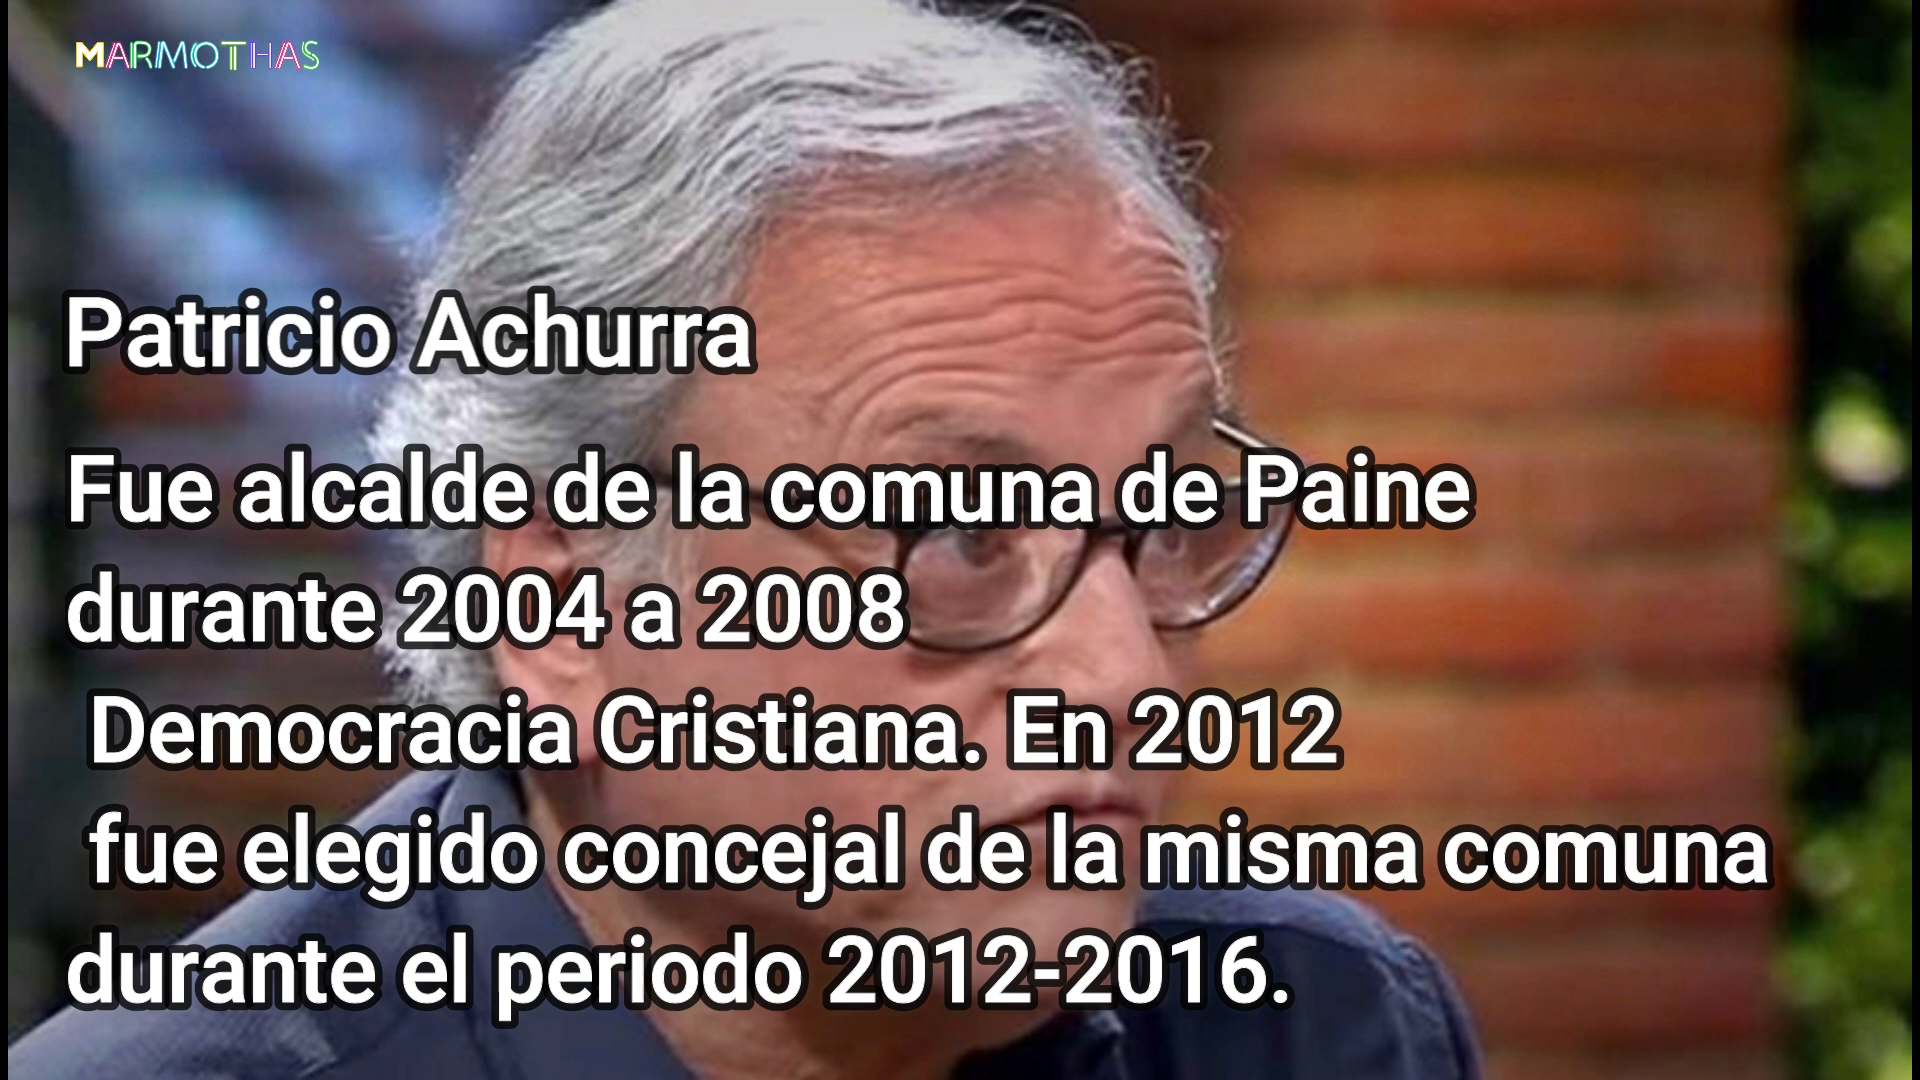 MARMOTHAS
Patricio Achurra
Fue alcalde de la comuna de Paine
durante 2004 a 2008
Democracia Cristiana. En 2012
fue elegido concejal de la misma comuna
durante el periodo 2012-2016.